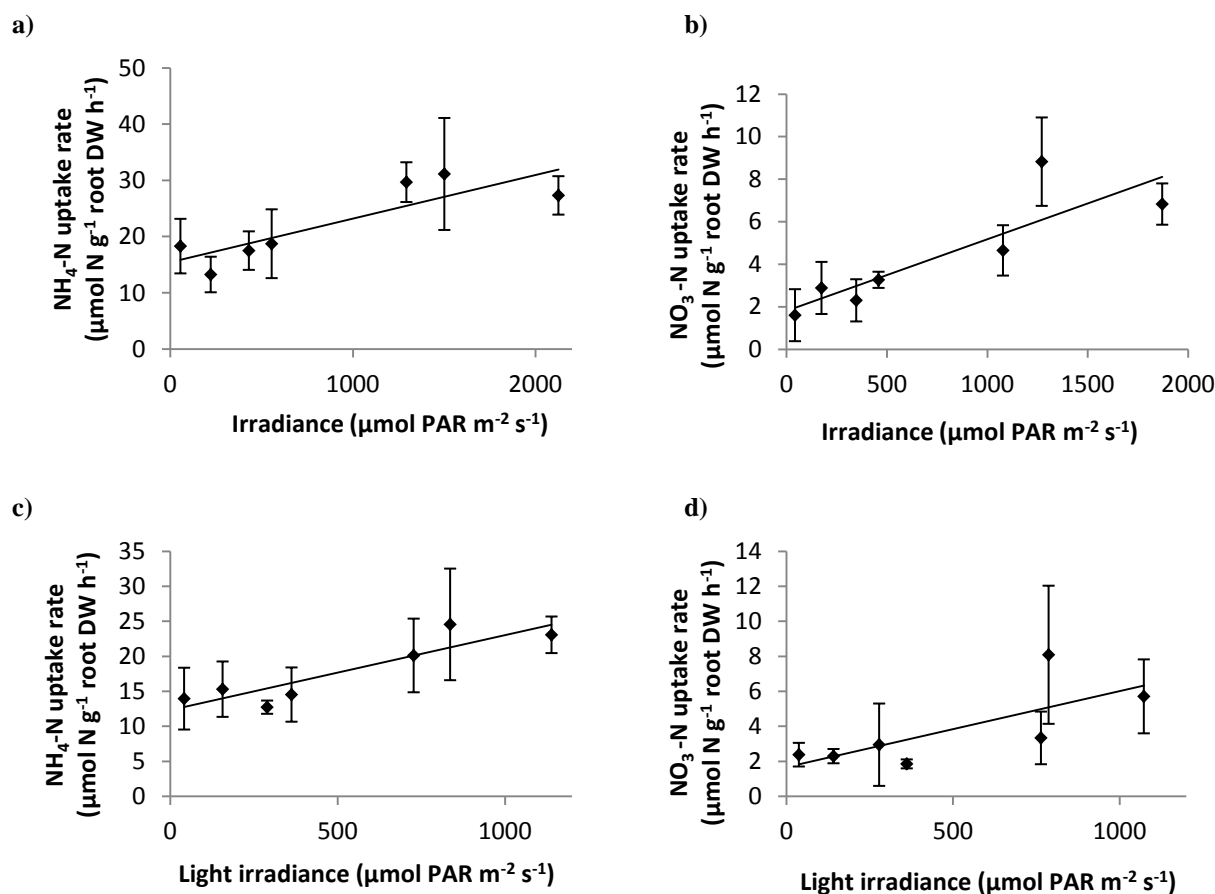 a)
50
40
30
20
10
0
NH₄-N uptake rate
(µmol N g⁻¹ root DW h⁻¹)
0 1000 2000
Irradiance (µmol PAR m⁻² s⁻¹)
b)
12
10
8
6
4
2
0
NO₃-N uptake rate
(µmol N g⁻¹ root DW h⁻¹)
0 500 1000 1500 2000
Irradiance (µmol PAR m⁻² s⁻¹)
c)
35
30
25
20
15
10
5
0
NH₄-N uptake rate
(µmol N g⁻¹ root DW h⁻¹)
0 500 1000
Light irradiance (µmol PAR m⁻² s⁻¹)
d)
14
12
10
8
6
4
2
0
NO₃-N uptake rate
(µmol N g⁻¹ root DW h⁻¹)
0 500 1000
Light irradiance (µmol PAR m⁻² s⁻¹)